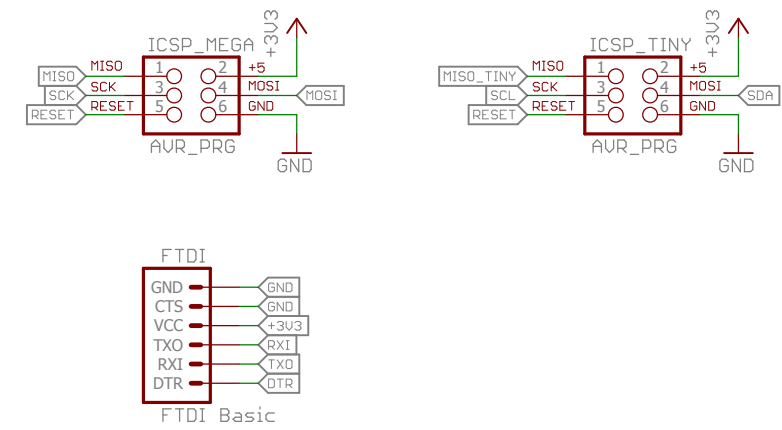 ICSP_MEGA
+3V3
MISO 1 2 +5
MISO
SCK 3 4 MOSI
SCK
MOSI
RESET 5 6 GND
RESET
AVR_PRG
GND
ICSP_TINY
+3V3
MISO 1 2 +5
MISO_TINY
SCK 3 4 MOSI
SCL
SDA
RESET 5 6 GND
RESET
AVR_PRG
GND
FTDI
GND GND
CTS GND
VCC +3V3
TXO RXI
RXI TXO
DTR DTR
FTDI Basic